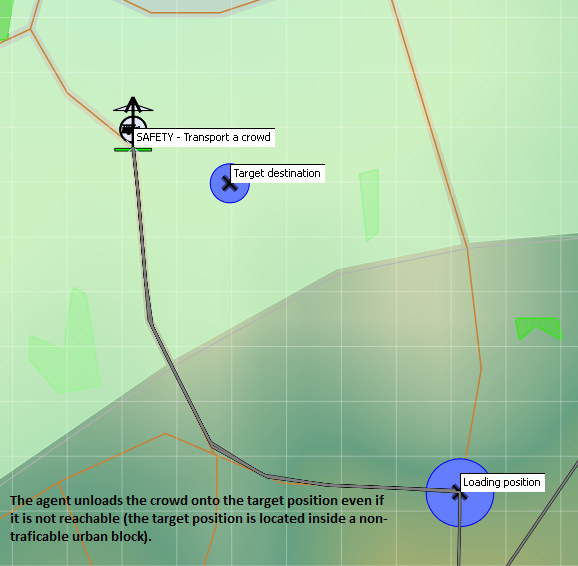 SAFETY - Transport a crowd
Target destination
Loading position
The agent unloads the crowd onto the target position even if
it is not reachable (the target position is located inside a non-
traficable urban block).